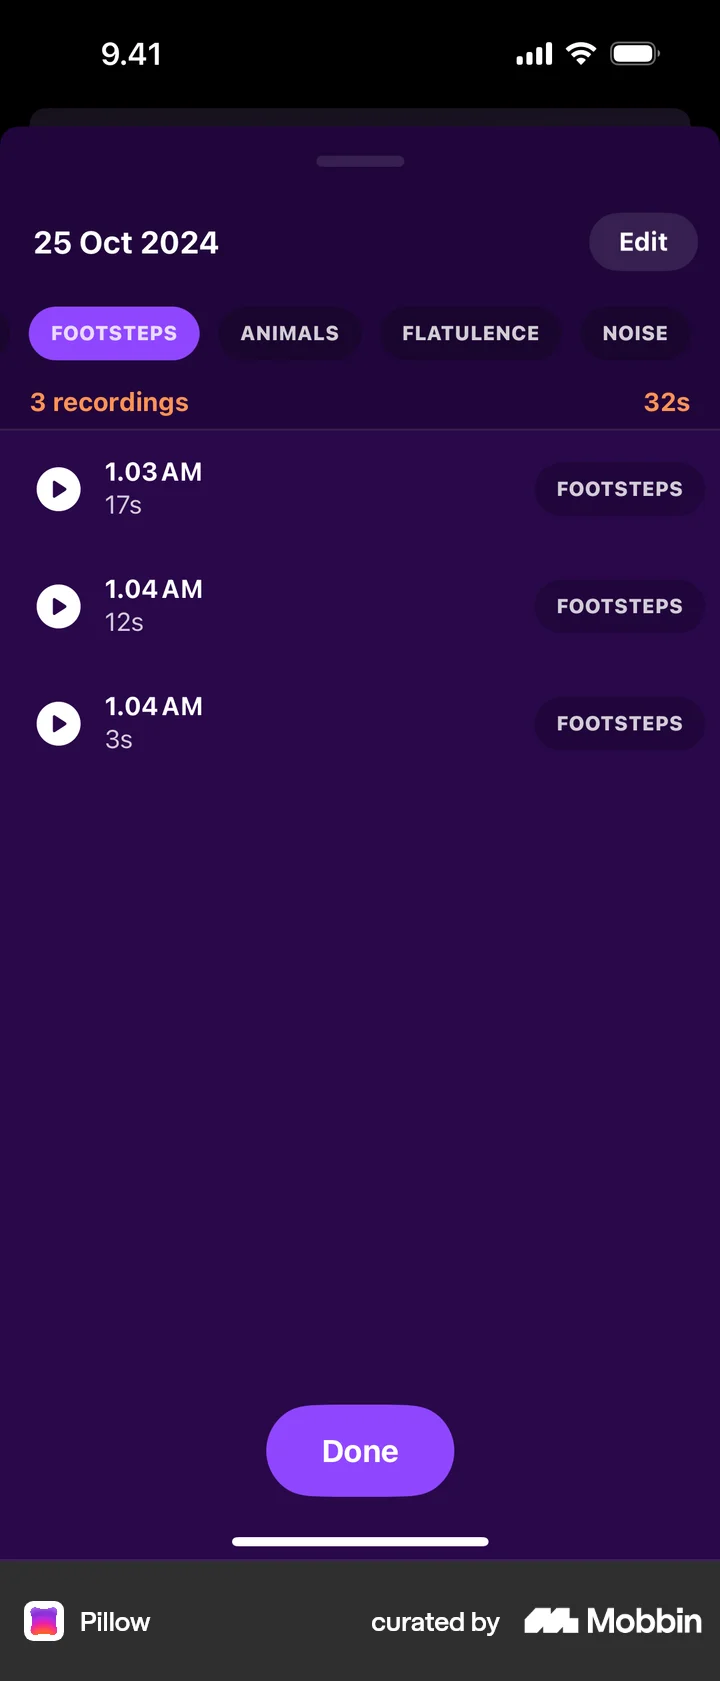 9.41
25 Oct 2024
Edit
FOOTSTEPS ANIMALS FLATULENCE NOISE
3 recordings 32s
1.03 AM
17s
FOOTSTEPS
1.04 AM
12s
FOOTSTEPS
1.04 AM
3s
FOOTSTEPS
Done
Pillow curated by Mobbin